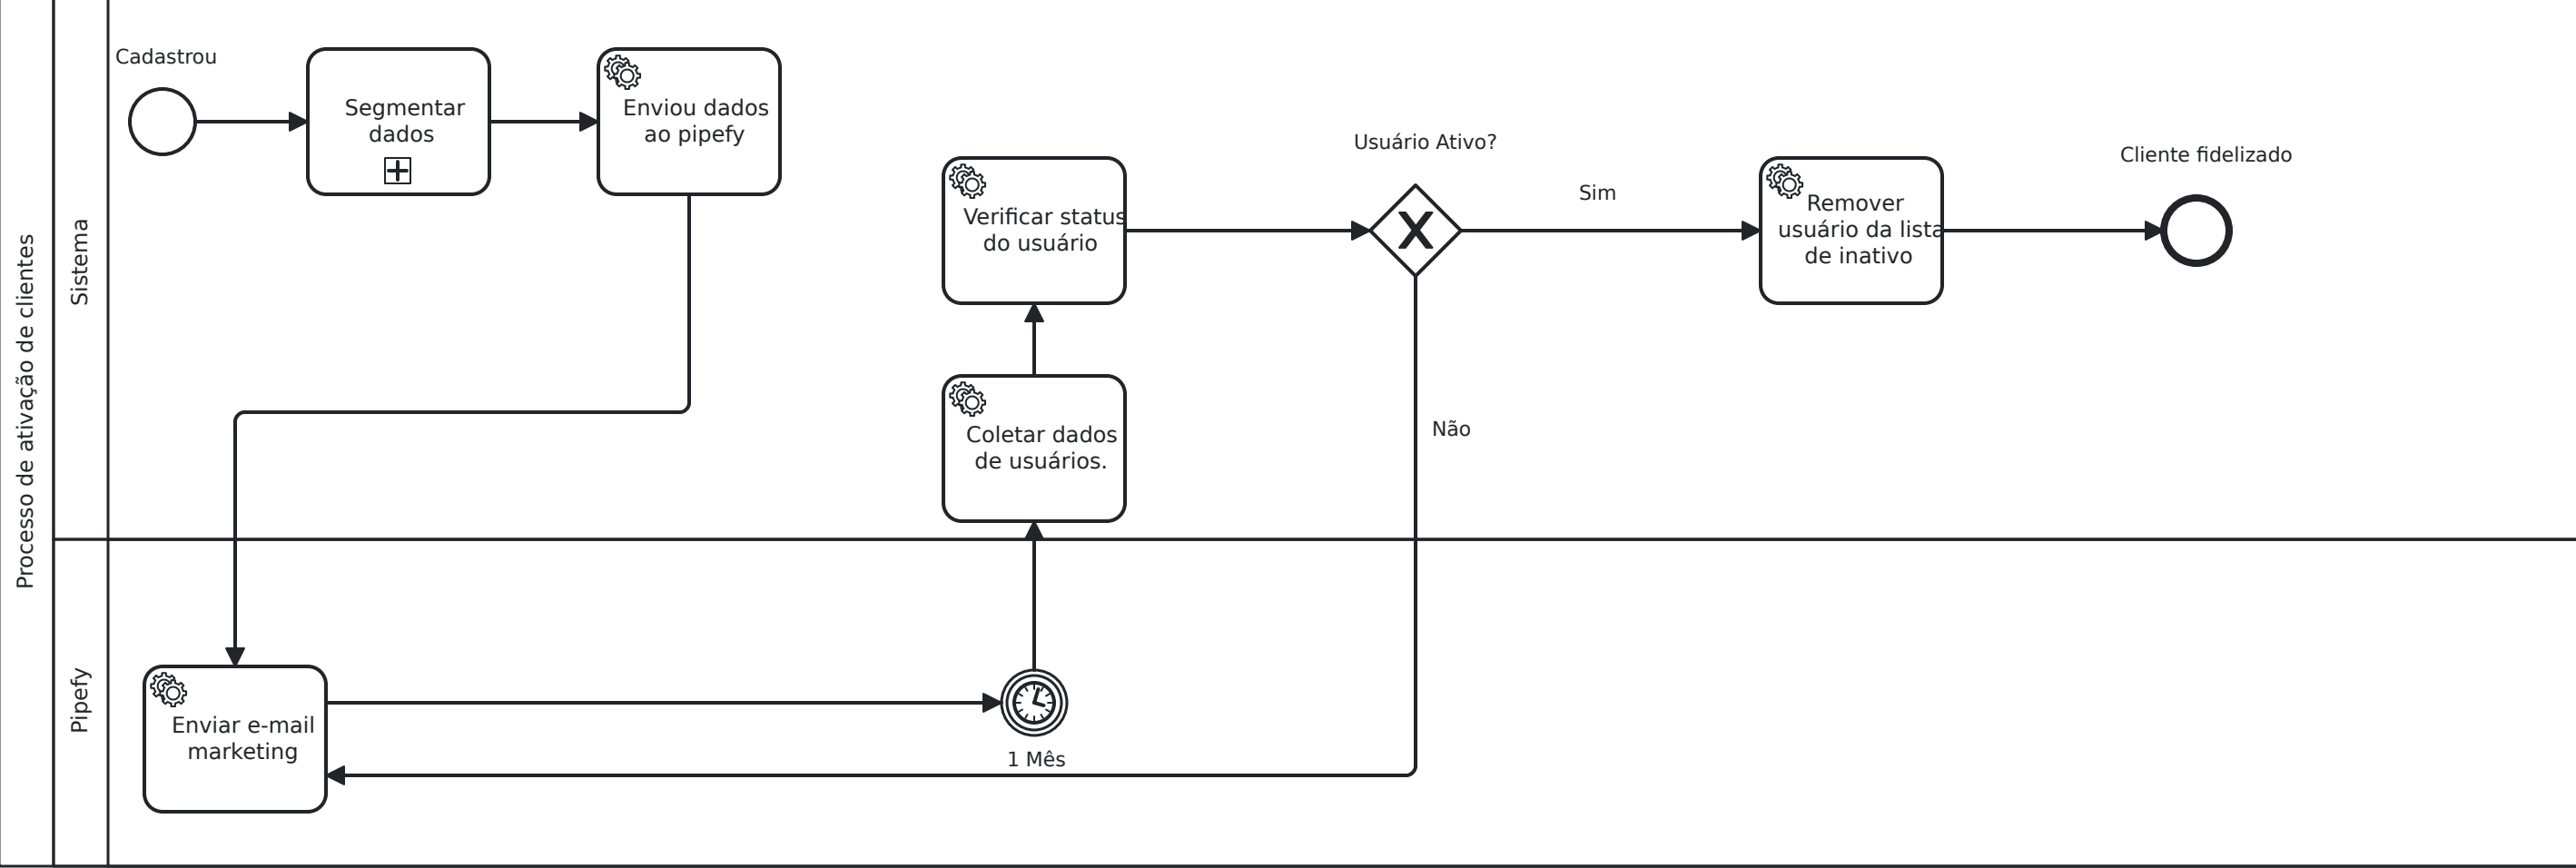 Processo de ativação de clientes
Sistema
Cadastrou
Segmentar
dados
Enviou dados
ao pipefy
Verificar status
do usuário
Coletar dados
de usuários.
Usuário Ativo?
Sim
Não
Remover
usuário da lista
de inativo
Cliente fidelizado
Pipefy
Enviar e-mail
marketing
1 Mês